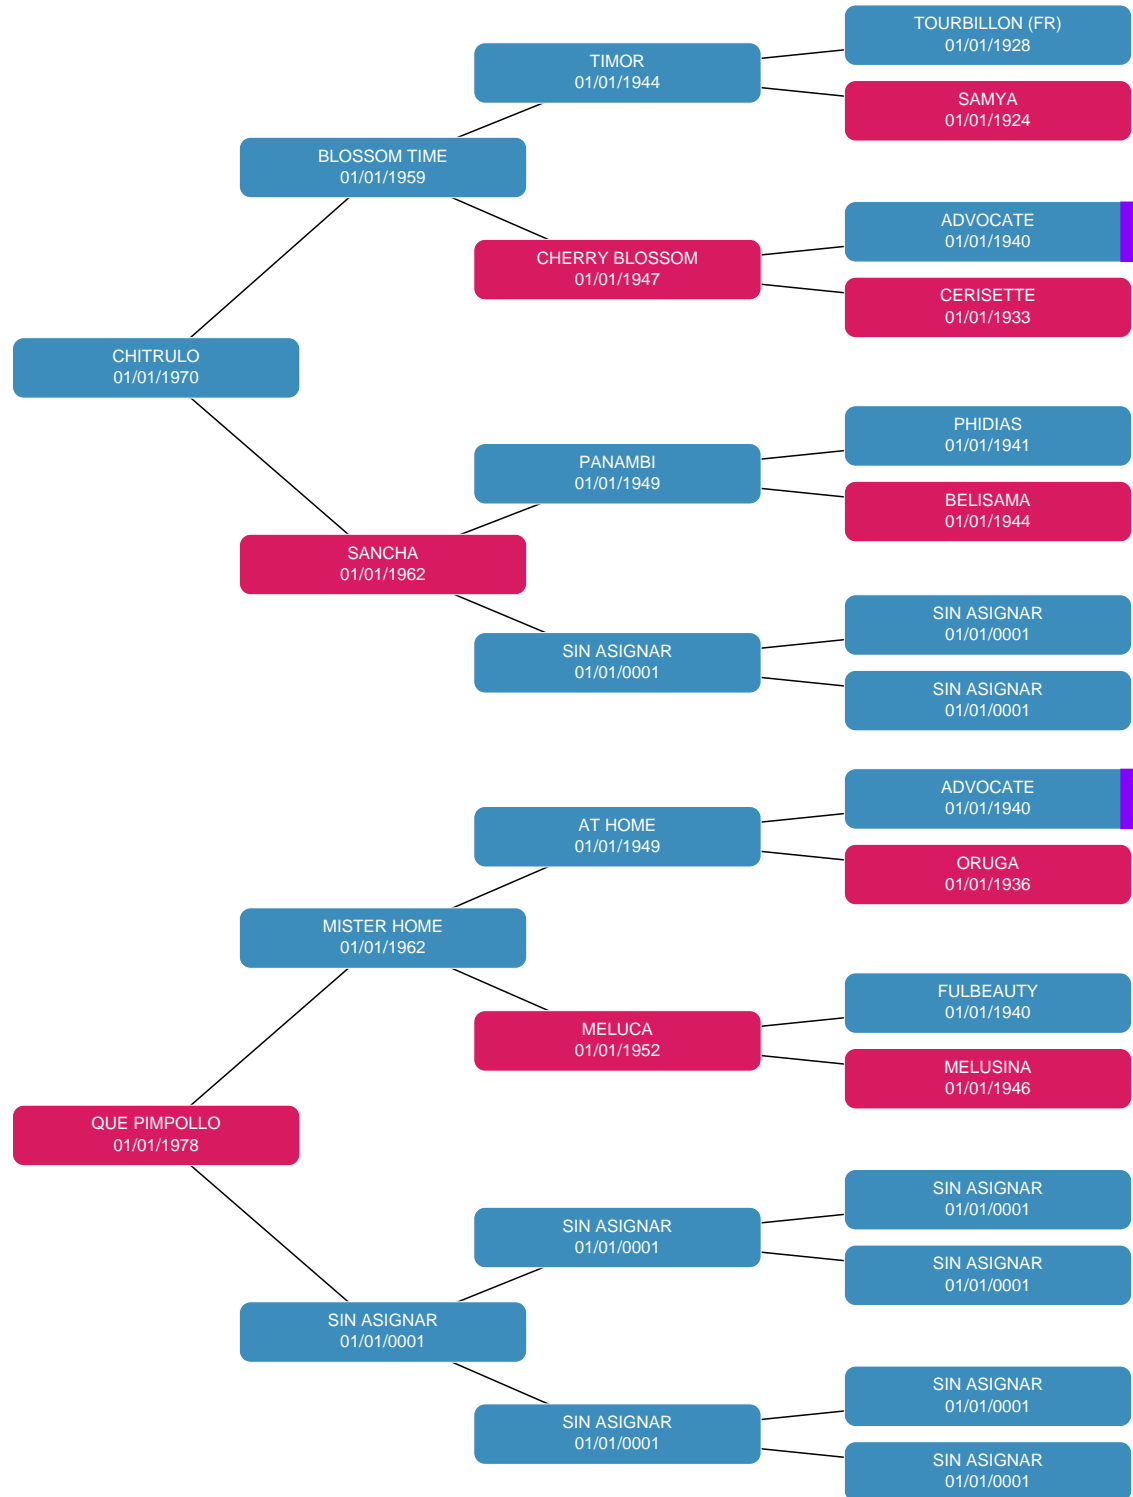 TOURBILLON (FR)
01/01/1928
TIMOR
01/01/1944
SAMYA
01/01/1924
BLOSSOM TIME
01/01/1959
ADVOCATE
01/01/1940
CHERRY BLOSSOM
01/01/1947
CERISETTE
01/01/1933
CHITRULO
01/01/1970
PHIDIAS
01/01/1941
PANAMBI
01/01/1949
BELISAMA
01/01/1944
SANCHA
01/01/1962
SIN ASIGNAR
01/01/0001
SIN ASIGNAR
01/01/0001
SIN ASIGNAR
01/01/0001
ADVOCATE
01/01/1940
AT HOME
01/01/1949
ORUGA
01/01/1936
MISTER HOME
01/01/1962
FULBEAUTY
01/01/1940
MELUCA
01/01/1952
MELUSINA
01/01/1946
QUE PIMPOLLO
01/01/1978
SIN ASIGNAR
01/01/0001
SIN ASIGNAR
01/01/0001
SIN ASIGNAR
01/01/0001
SIN ASIGNAR
01/01/0001
SIN ASIGNAR
01/01/0001
SIN ASIGNAR
01/01/0001
SIN ASIGNAR
01/01/0001